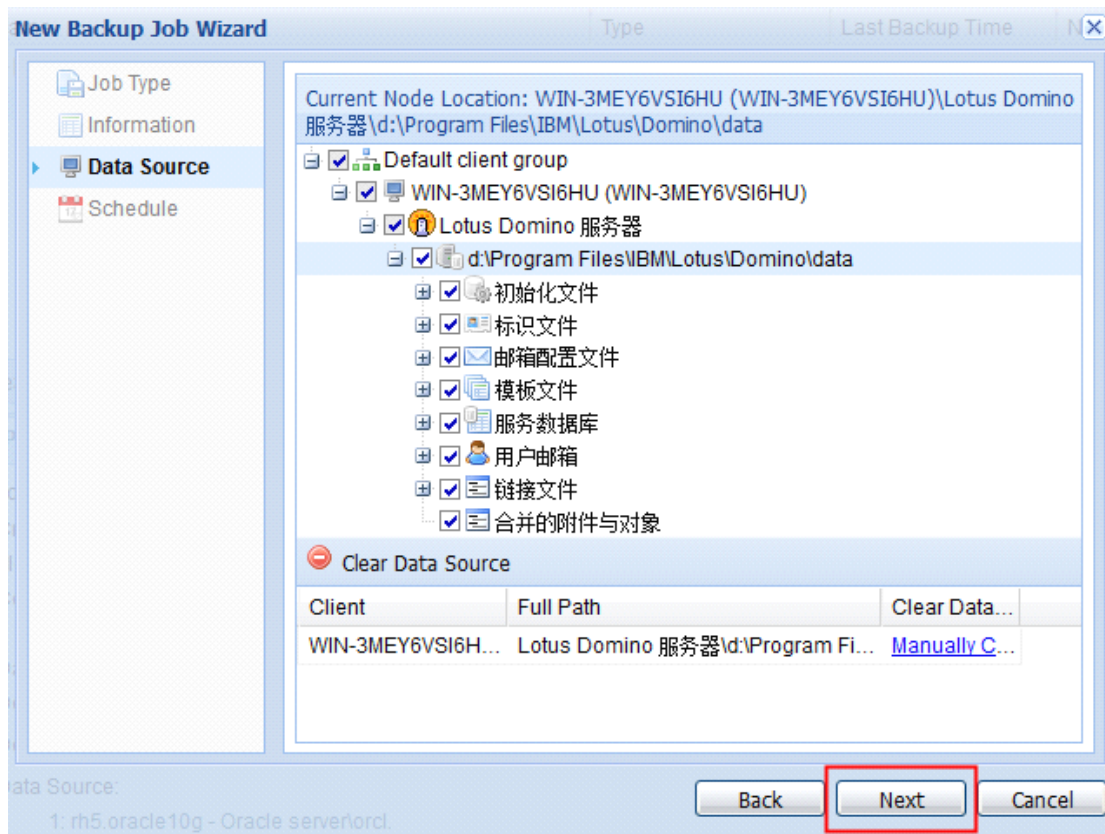 New Backup Job Wizard
Type
Last Backup Time
Job Type
Information
Data Source
Schedule
Current Node Location: WIN-3MEY6VSI6HU (WIN-3MEY6VSI6HU)\Lotus Domino
服务器\d:\Program Files\IBM\Lotus\Domino\data
Default client group
WIN-3MEY6VSI6HU (WIN-3MEY6VSI6HU)
Lotus Domino 服务器
d:\Program Files\IBM\Lotus\Domino\data
初始化文件
标识文件
邮箱配置文件
模板文件
服务数据库
用户邮箱
链接文件
合并的附件与对象
Clear Data Source
Client Full Path Clear Data...
WIN-3MEY6VSI6H... Lotus Domino 服务器\d:\Program Fi... Manually C...
ata Source:
Back Next Cancel
1: rh5.oracle10g - Oracle server\orcl.